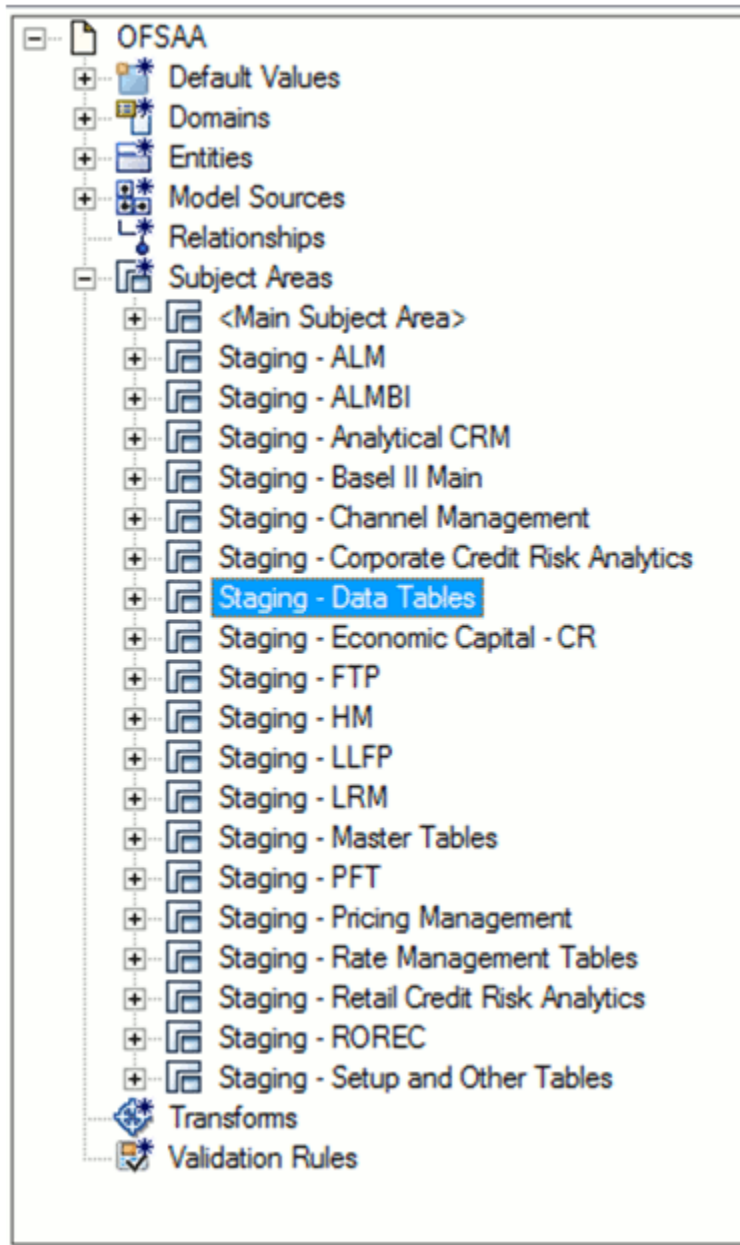 OFSAA
Default Values
Domains
Entities
Model Sources
Relationships
Subject Areas
<Main Subject Area>
Staging - ALM
Staging - ALMBI
Staging - Analytical CRM
Staging - Basel II Main
Staging - Channel Management
Staging - Corporate Credit Risk Analytics
Staging - Data Tables
Staging - Economic Capital - CR
Staging - FTP
Staging - HM
Staging - LLFP
Staging - LRM
Staging - Master Tables
Staging - PFT
Staging - Pricing Management
Staging - Rate Management Tables
Staging - Retail Credit Risk Analytics
Staging - ROREC
Staging - Setup and Other Tables
Transforms
Validation Rules